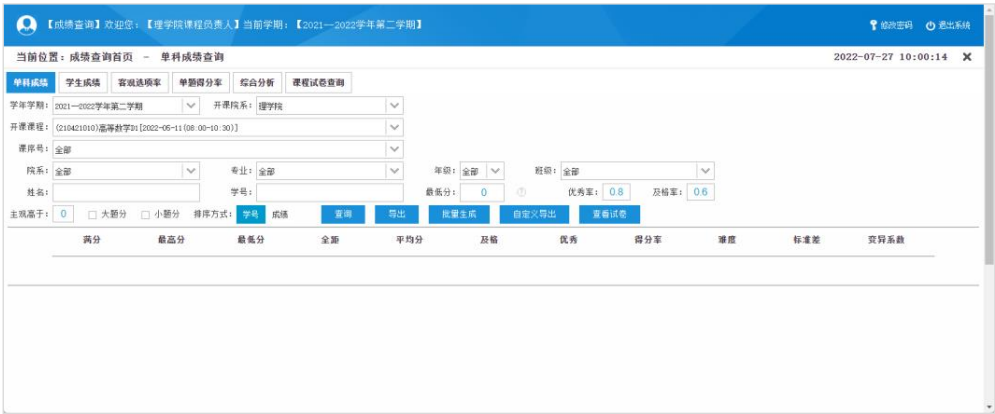 【成绩查询】欢迎您：【理学院课程负责人】当前学期：【2021—2022学年第二学期】 修改密码 退出系统
当前位置：成绩查询首页 - 单科成绩查询 2022-07-27 10:00:14
单科成绩 学生成绩 客观选项率 单题得分率 综合分析 课程试卷查询
学年学期： 2021—2022学年第二学期 开课院系： 理学院
开课课程： (210421010)高等数学D1[2022-05-11(08:00-10:30)]
课序号： 全部
院系： 全部 专业： 全部 年级： 全部 班级： 全部
姓名： 学号： 最低分： 0 优秀率： 0.8 及格率： 0.6
主观高于： 0 大题分 小题分 排序方式： 学号 成绩 查询 导出 批量生成 自定义导出 查看试卷
满分 最高分 最低分 全距 平均分 及格 优秀 得分率 难度 标准差 变异系数